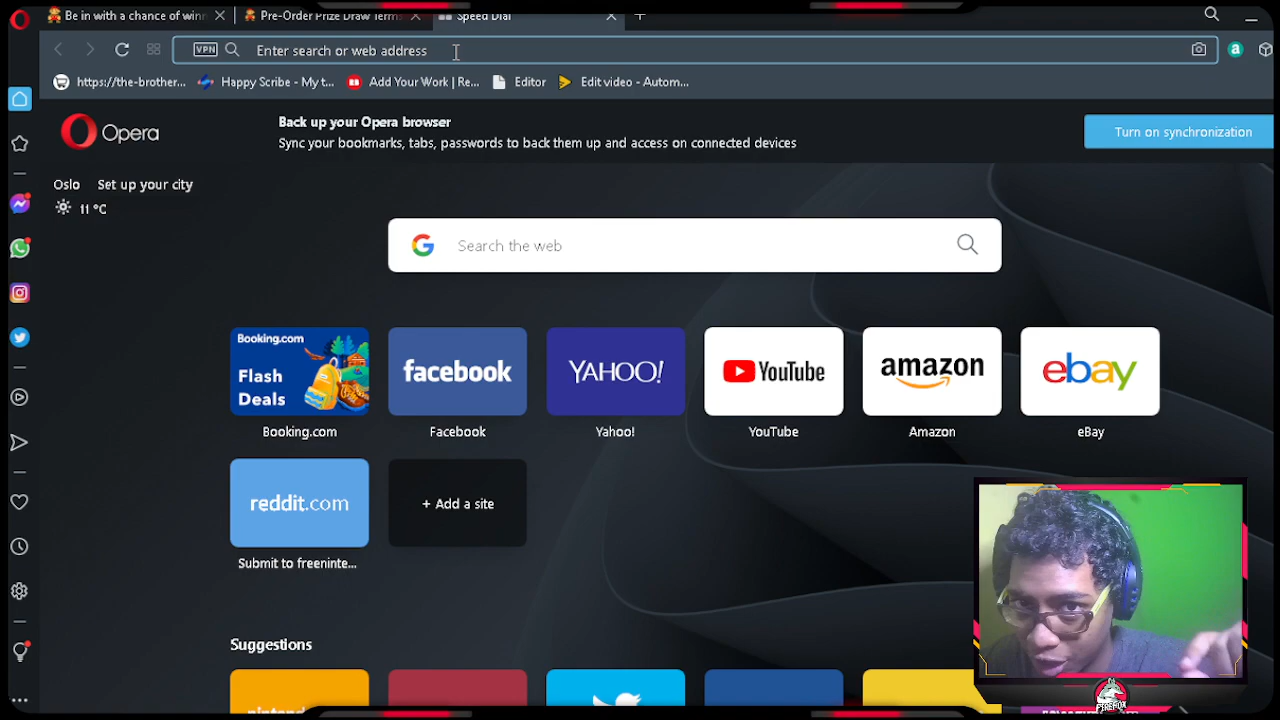 Be in with a chance of winn
Pre-Order Prize Draw Terms
Speed Dial
VPN
Enter search or web address
a
https://the-brother...
Happy Scribe - My t...
Add Your Work | Re...
Editor
Edit video - Autom...
Opera
Back up your Opera browser
Sync your bookmarks, tabs, passwords to back them up and access on connected devices
Turn on synchronization
Oslo
Set up your city
11 °C
G
Search the web
Booking.com
Flash
Deals
facebook
YAHOO!
YouTube
amazon
ebay
Booking.com
Facebook
Yahoo!
YouTube
Amazon
eBay
reddit.com
+ Add a site
Submit to freeninte...
Suggestions